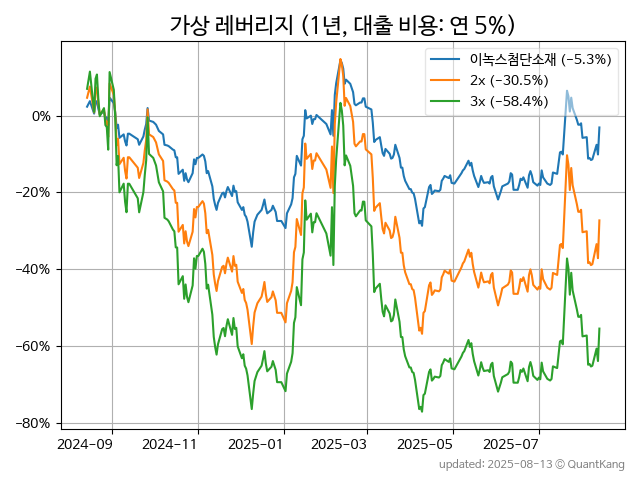 가상 레버리지 (1년, 대출 비용: 연 5%)
이녹스첨단소재 (−5.3%)
2x (−30.5%)
3x (−58.4%)
0%
−20%
−40%
−60%
−80%
2024-09 2024-11 2025-01 2025-03 2025-05 2025-07
updated: 2025-08-13 © QuantKang